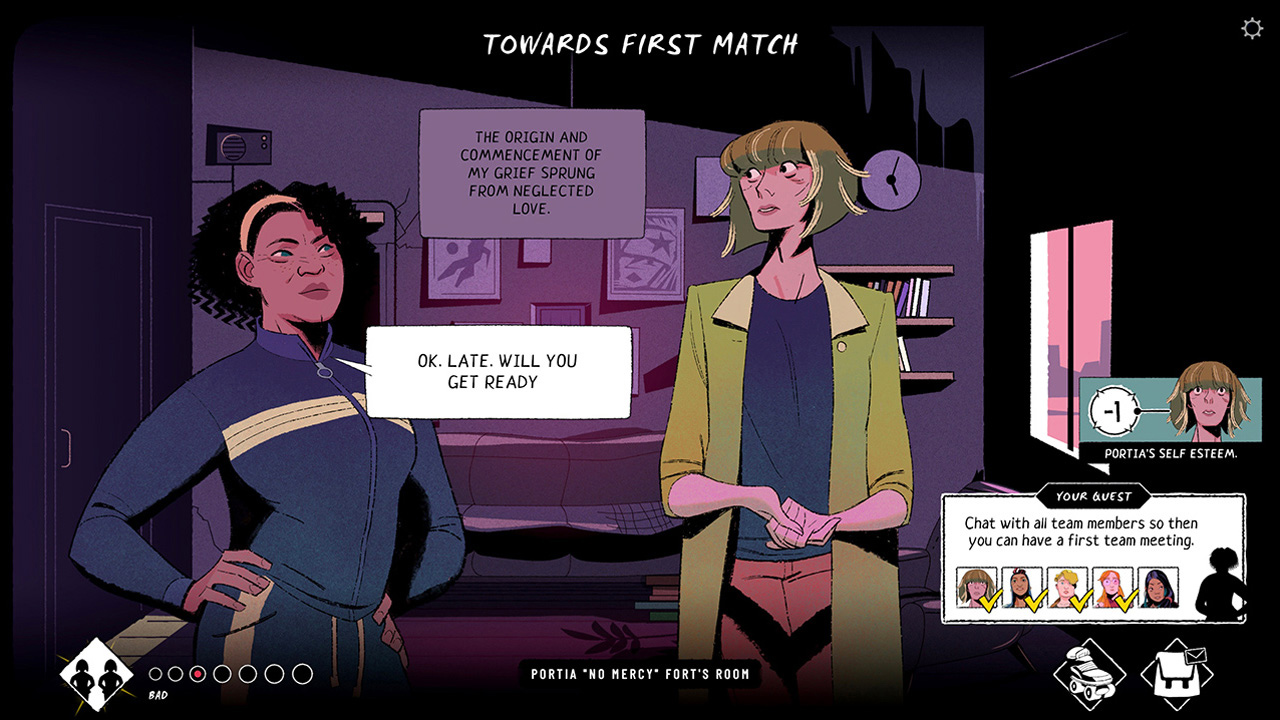 TOWARDS FIRST MATCH
THE ORIGIN AND
COMMENCEMENT OF
MY GRIEF SPRUNG
FROM NEGLECTED
LOVE.
OK. LATE. WILL YOU
GET READY
-1
PORTIA'S SELF ESTEEM.
YOUR QUEST
Chat with all team members so then
you can have a first team meeting.
BAD
PORTIA "NO MERCY" FORT'S ROOM